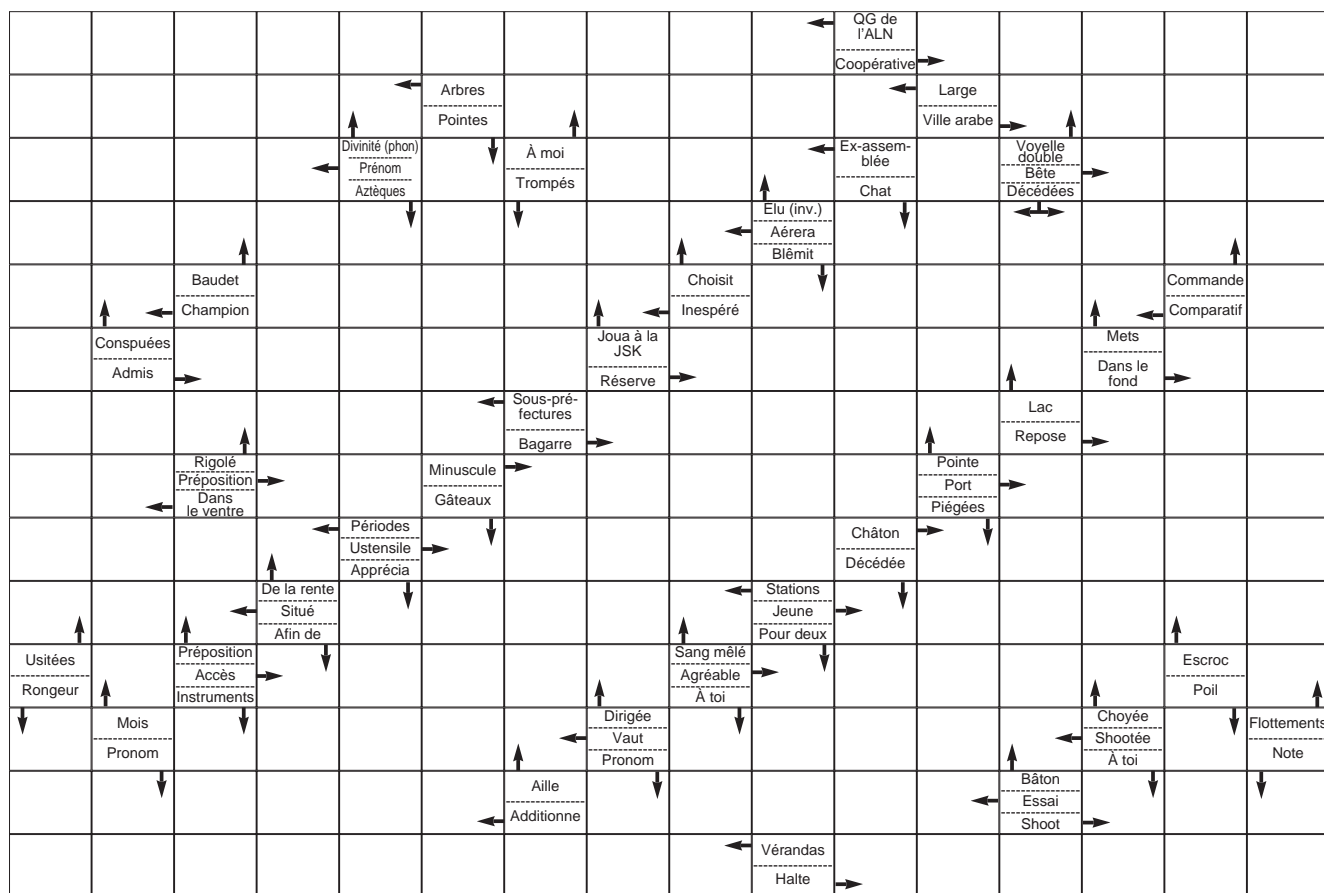 QG de
l'ALN
Coopérative
Arbres
Pointes
Large
Ville arabe
Divinité (phon)
Prénom
Aztèques
À moi
Trompés
Ex-assem-
blée
Chat
Voyelle
double
Bête
Décédées
Elu (inv.)
Aérera
Blêmit
Baudet
Champion
Choisit
Inespéré
Commande
Comparatif
Conspuées
Admis
Joua à la
JSK
Réserve
Mets
Dans le
fond
Sous-pré-
fectures
Bagarre
Lac
Repose
Rigolé
Préposition
Dans
le ventre
Minuscule
Gâteaux
Pointe
Port
Piégées
Périodes
Ustensile
Apprécia
Châton
Décédée
De la rente
Situé
Afin de
Stations
Jeune
Pour deux
Usitées
Rongeur
Préposition
Accès
Instruments
Sang mêlé
Agréable
À toi
Escroc
Poil
Mois
Pronom
Dirigée
Vaut
Pronom
Choyée
Shootée
À toi
Flottements
Note
Aille
Additionne
Bâton
Essai
Shoot
Vérandas
Halte